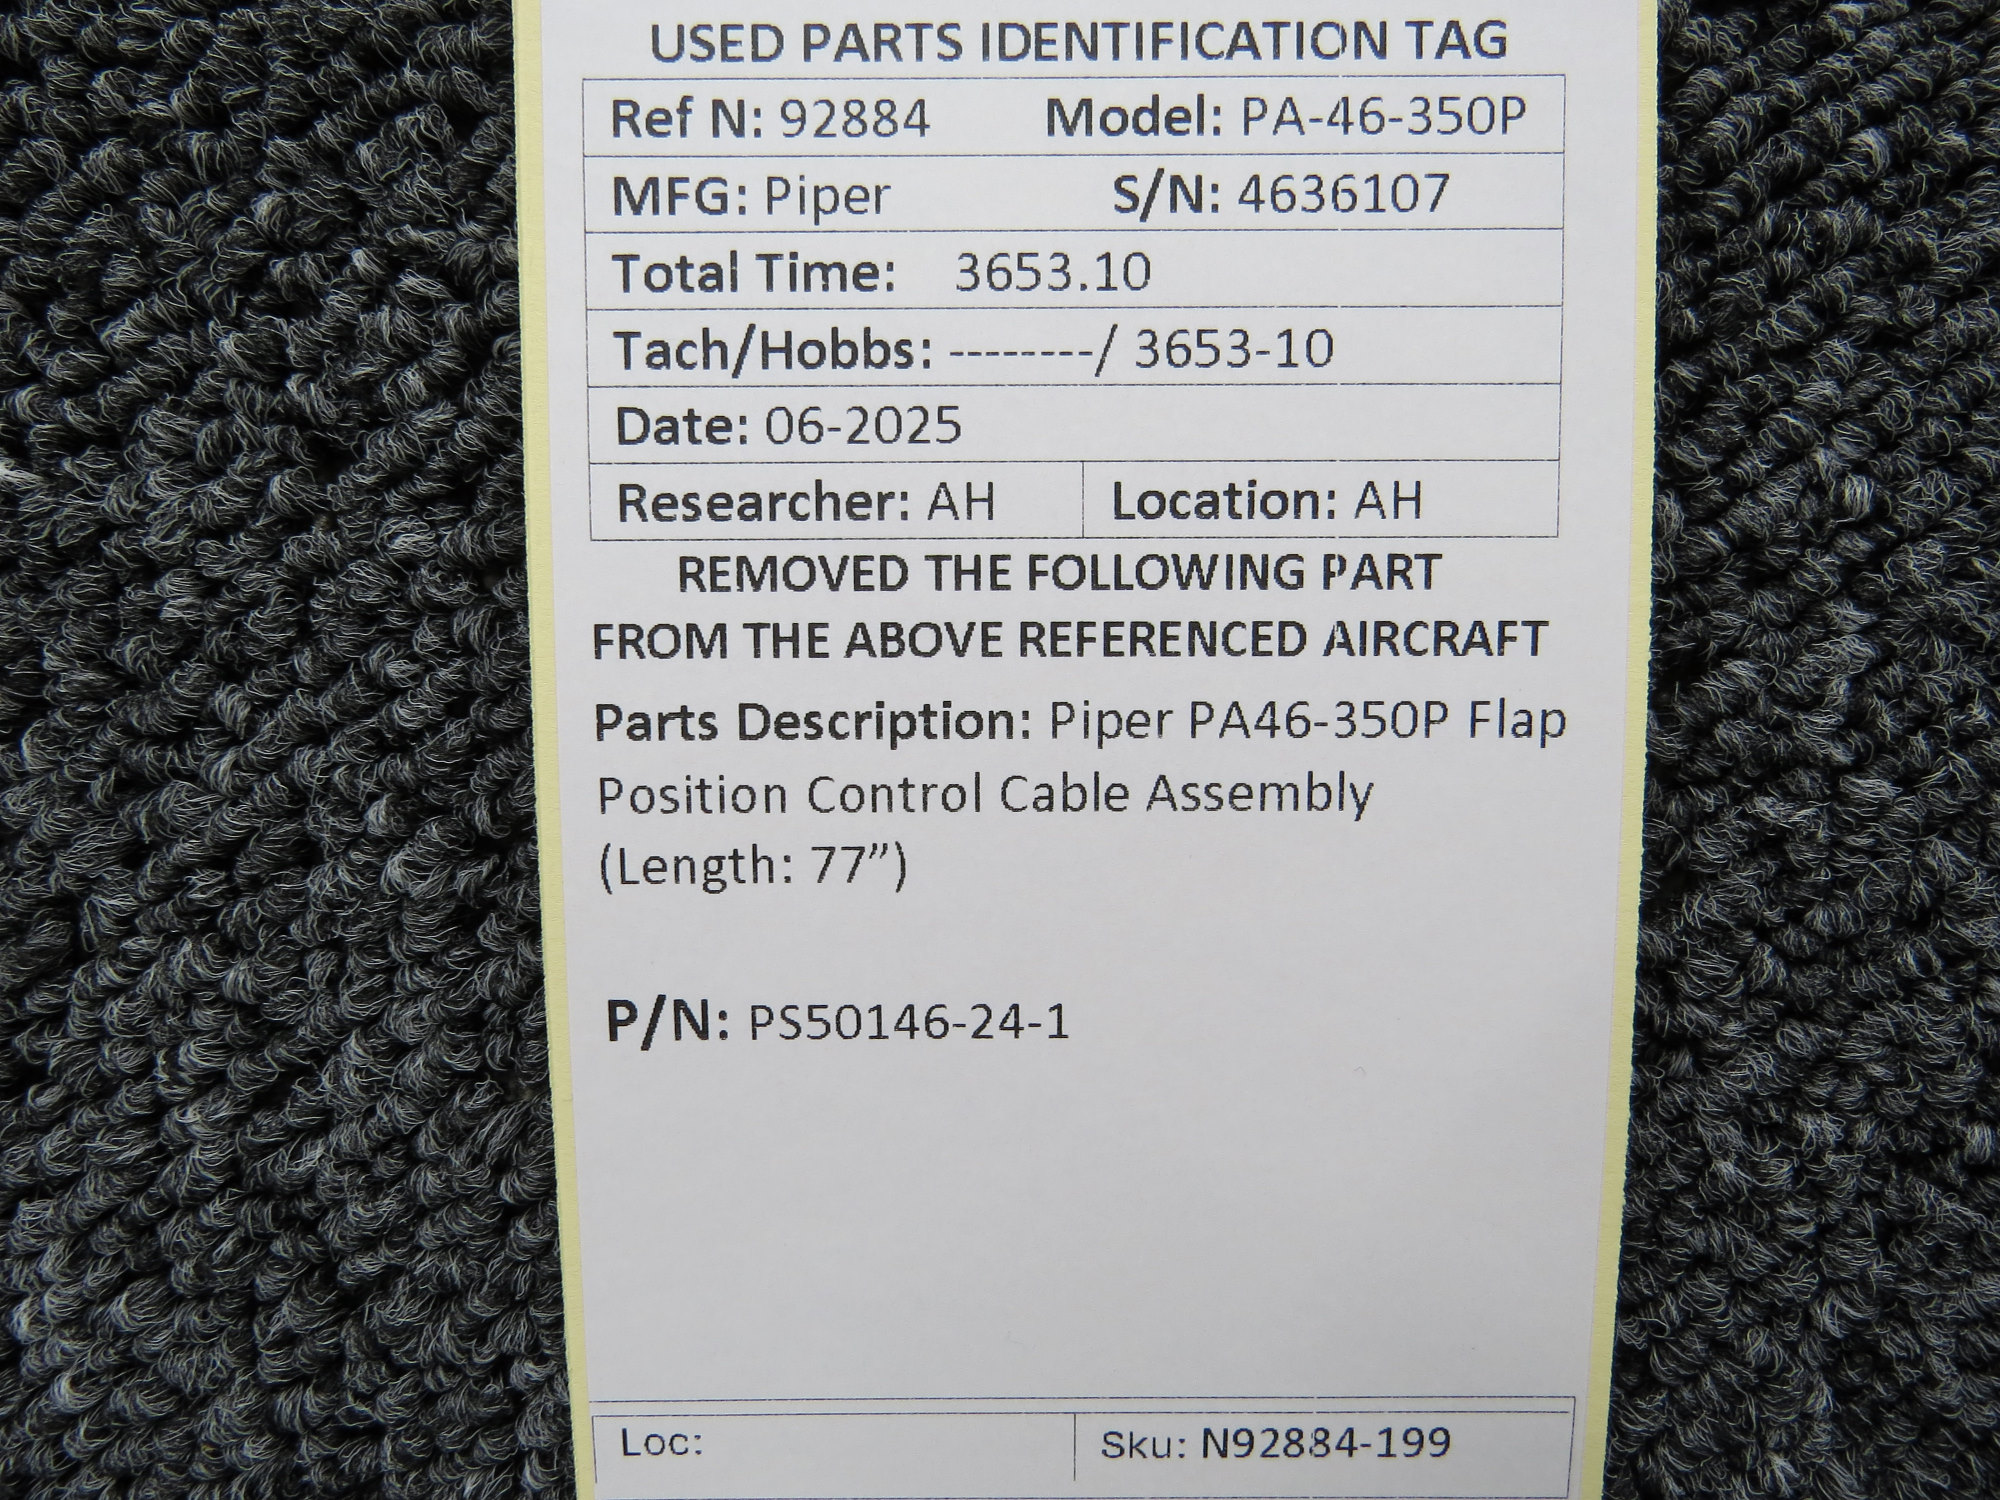 USED PARTS IDENTIFICATION TAG
Ref N: 92884 Model: PA-46-350P
MFG: Piper S/N: 4636107
Total Time: 3653.10
Tach/Hobbs: --------/ 3653-10
Date: 06-2025
Researcher: AH Location: AH
REMOVED THE FOLLOWING PART
FROM THE ABOVE REFERENCED AIRCRAFT
Parts Description: Piper PA46-350P Flap
Position Control Cable Assembly
(Length: 77”)
P/N: PS50146-24-1
Loc: Sku: N92884-199